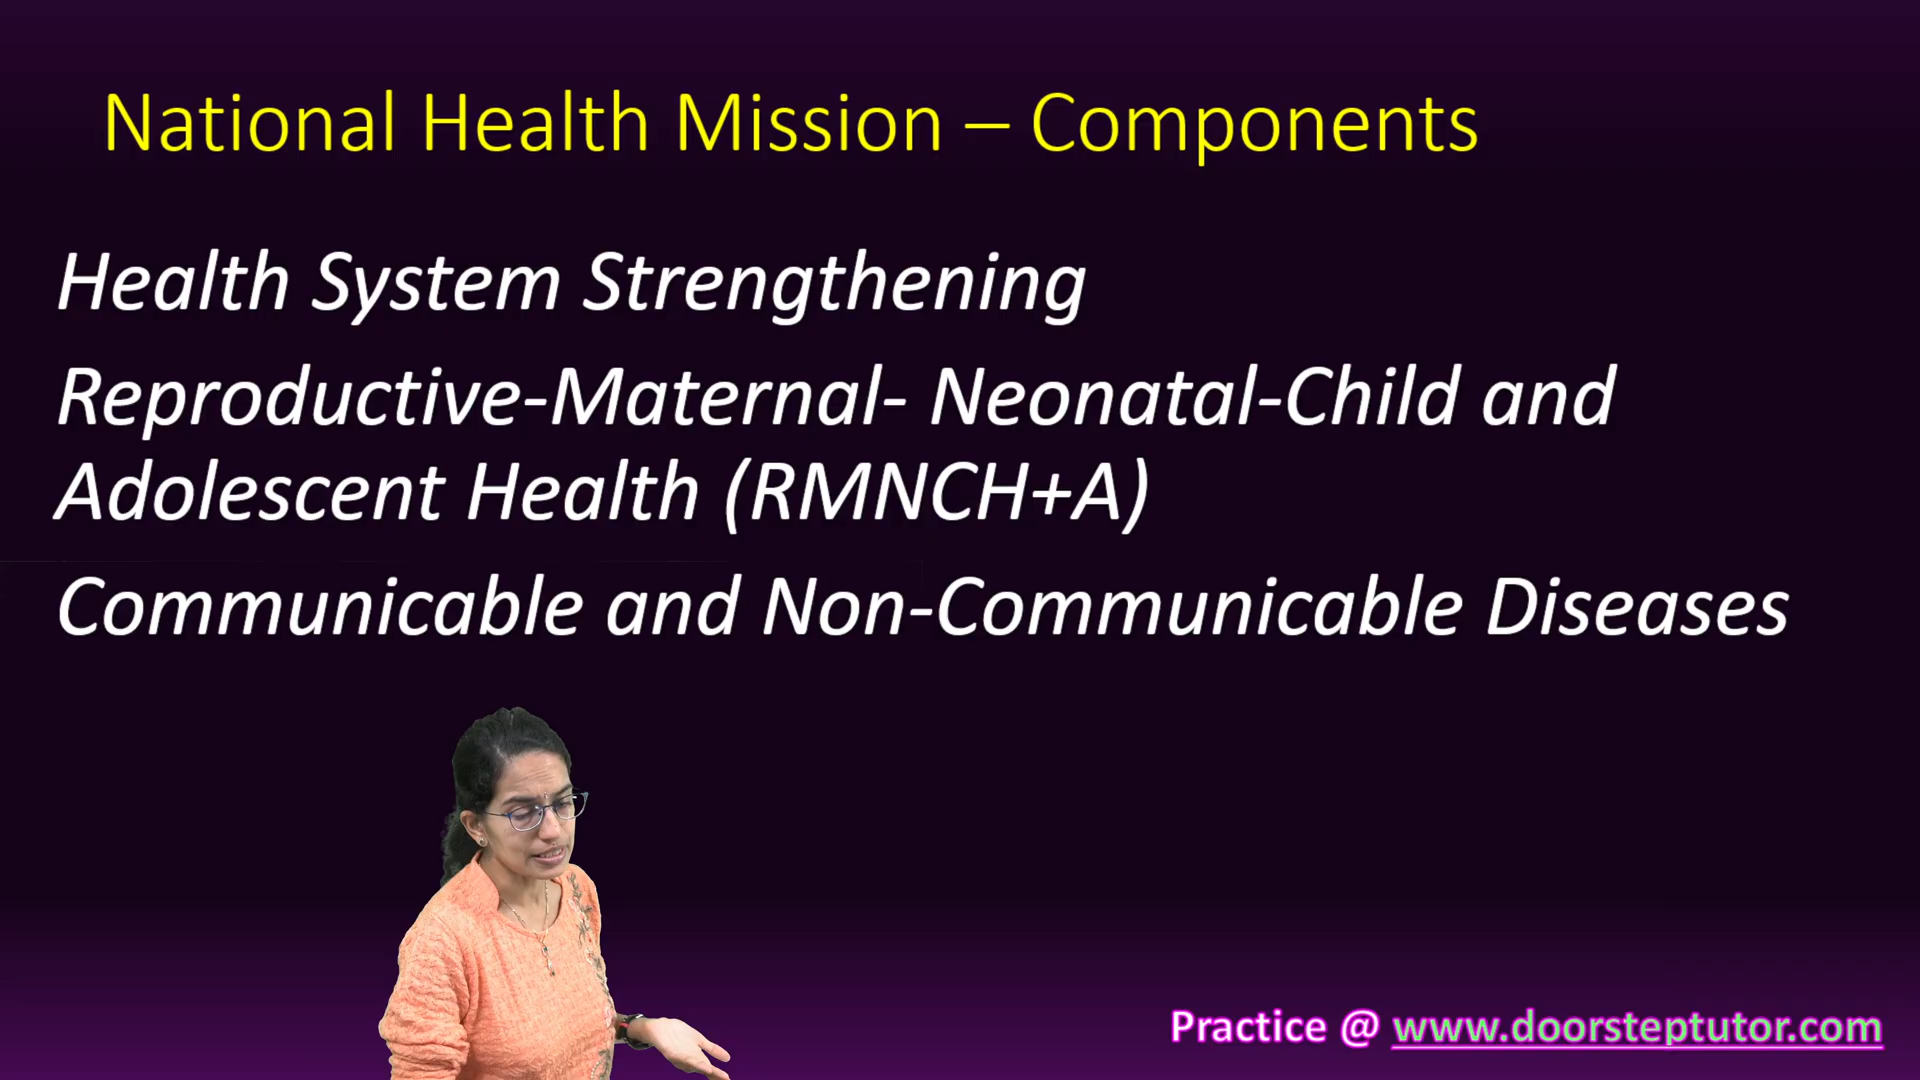 National Health Mission – Components
Health System Strengthening
Reproductive-Maternal- Neonatal-Child and
Adolescent Health (RMNCH+A)
Communicable and Non-Communicable Diseases
Practice @ www.doorsteptutor.com